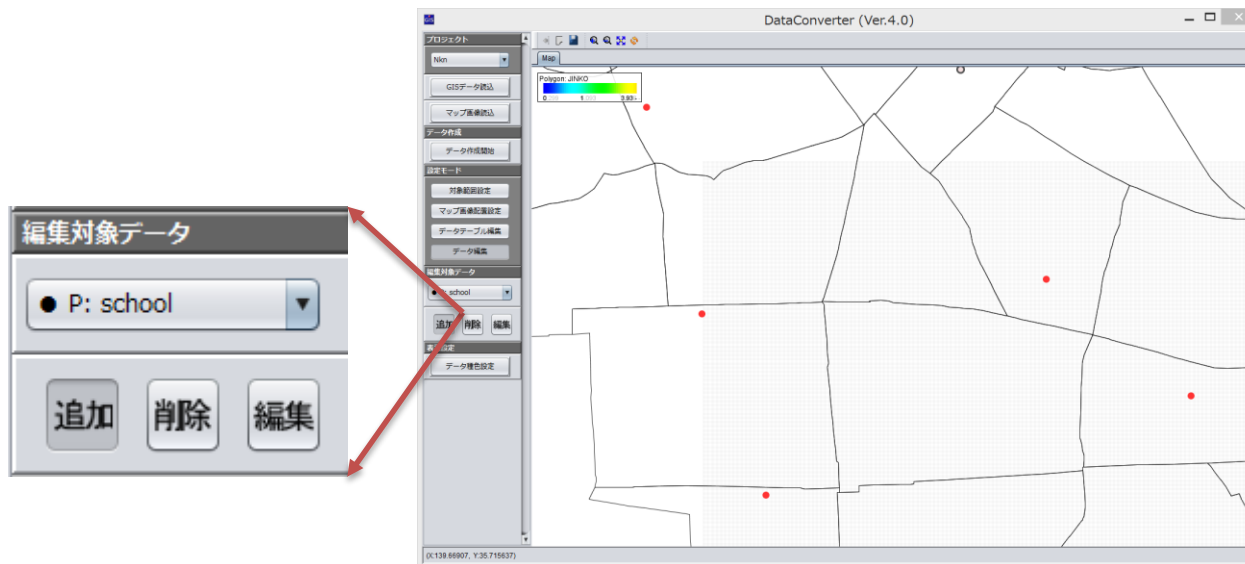 編集対象データ
● P: school
追加 削除 編集
DataConverter (Ver.4.0)
プロジェクト
Nkn
GISデータ読込
マップ画像読込
データ作成
データ作成開始
設定モード
対象範囲設定
マップ画像配置設定
データテーブル編集
データ編集
編集対象データ
● P: school
追加 削除 編集
データ種色設定
Map
Polygon: JINKO
(X:139.66907, Y:35.715637)